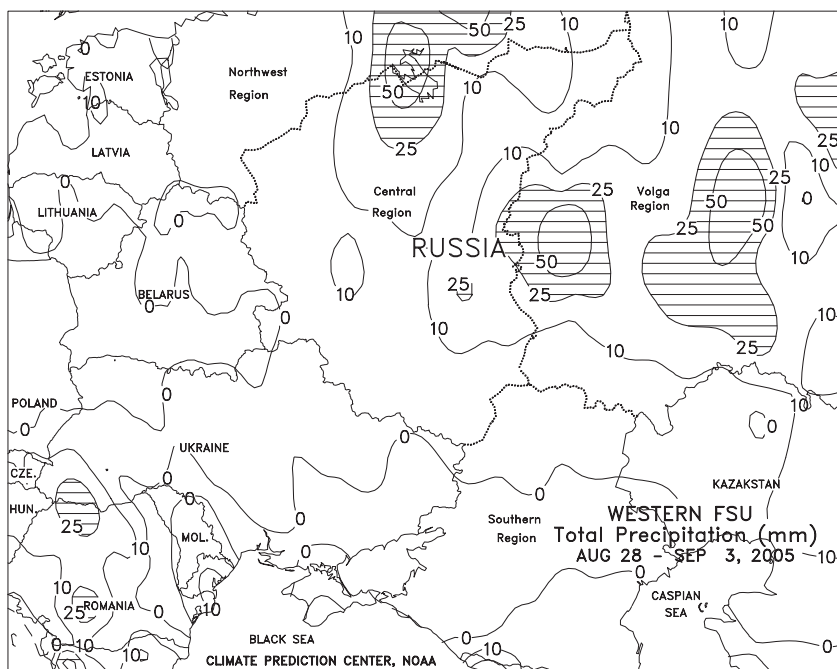 10
50
25
10
0
ESTONIA
Northwest
Region
10
50
10
10
25
LATVIA
25
10
10
0
LITHUANIA
Central
Region
25
Volga
Region
25
50
0
0
RUSSIA
25
50
50
10
BELARUS
0
10
25
25
0
10
10
10
25
POLAND
0
0
10
0
0
UKRAINE
CZE.
0
KAZAKSTAN
0
0
HUN.
25
0
Southern
Region
WESTERN FSU
Total Precipitation (mm)
AUG 28 - SEP 3, 2005
MOL.
10
0
0
10
10
25
ROMANIA
0
10
CASPIAN
SEA
0
10
BLACK SEA
0
10
0
10
CLIMATE PREDICTION CENTER, NOAA
0